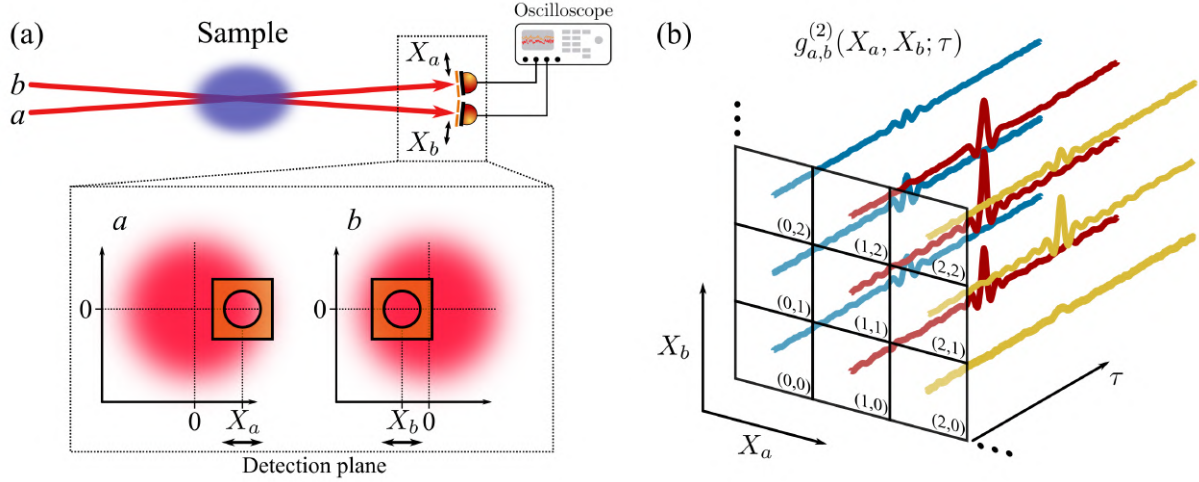 (a)
Sample
Oscilloscope
X_a
b
a
X_b
a
b
0
0
0
X_a
X_b
0
Detection plane
(b)
g^{(2)}_{a,b}(X_a, X_b; τ)
(0,2)
(1,2)
(2,2)
(0,1)
(1,1)
(2,1)
(0,0)
(1,0)
(2,0)
X_b
X_a
τ